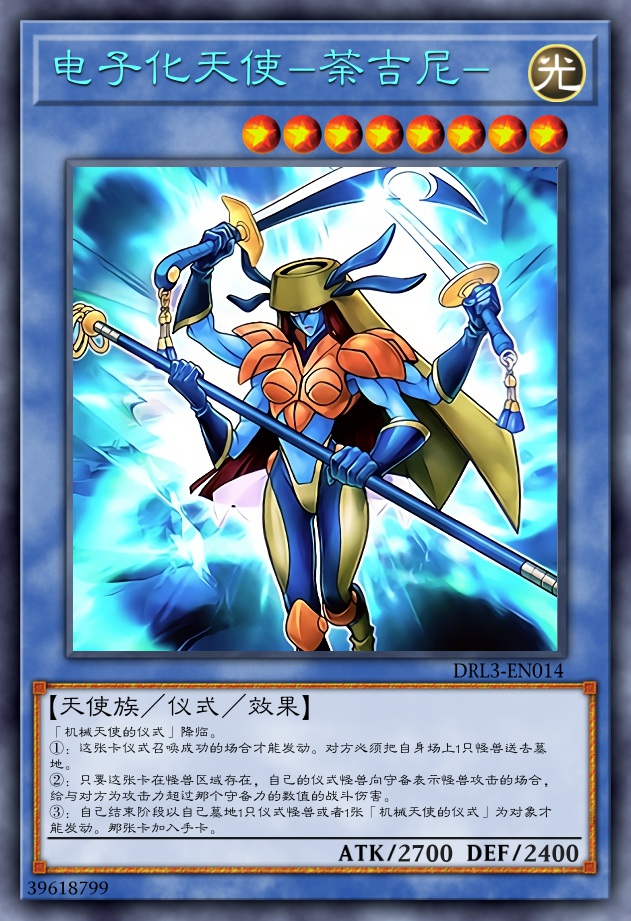 电子化天使-荼吉尼-
光
DRL3-EN014
【天使族／仪式／效果】
「机械天使的仪式」降临。
①：这张卡仪式召唤成功的场合才能发动。对方必须把自身场上1只怪兽送去墓
地。
②：只要这张卡在怪兽区域存在，自己的仪式怪兽向守备表示怪兽攻击的场合，
给与对方为攻击力超过那个守备力的数值的战斗伤害。
③：自己结束阶段以自己墓地1只仪式怪兽或者1张「机械天使的仪式」为对象才
能发动。那张卡加入手卡。
ATK/2700 DEF/2400
39618799